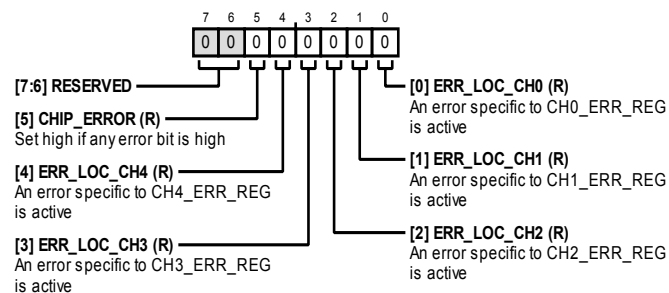 7 6 5 4 3 2 1 0
0 0 0 0 0 0 0 0
[7:6] RESERVED
[5] CHIP_ERROR (R)
Set high if any error bit is high
[4] ERR_LOC_CH4 (R)
An error specific to CH4_ERR_REG
is active
[3] ERR_LOC_CH3 (R)
An error specific to CH3_ERR_REG
is active
[0] ERR_LOC_CH0 (R)
An error specific to CH0_ERR_REG
is active
[1] ERR_LOC_CH1 (R)
An error specific to CH1_ERR_REG
is active
[2] ERR_LOC_CH2 (R)
An error specific to CH2_ERR_REG
is active